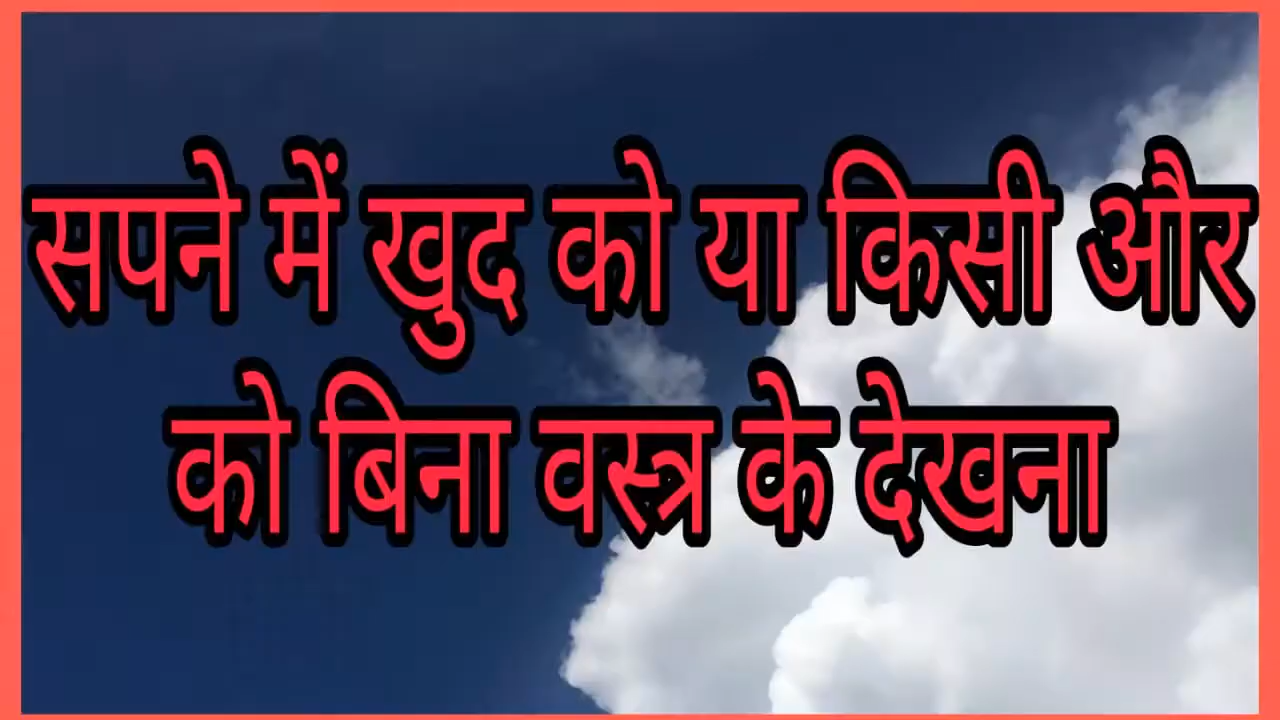 सपने में खुद को या किसी और
को बिना वस्त्र के देखना